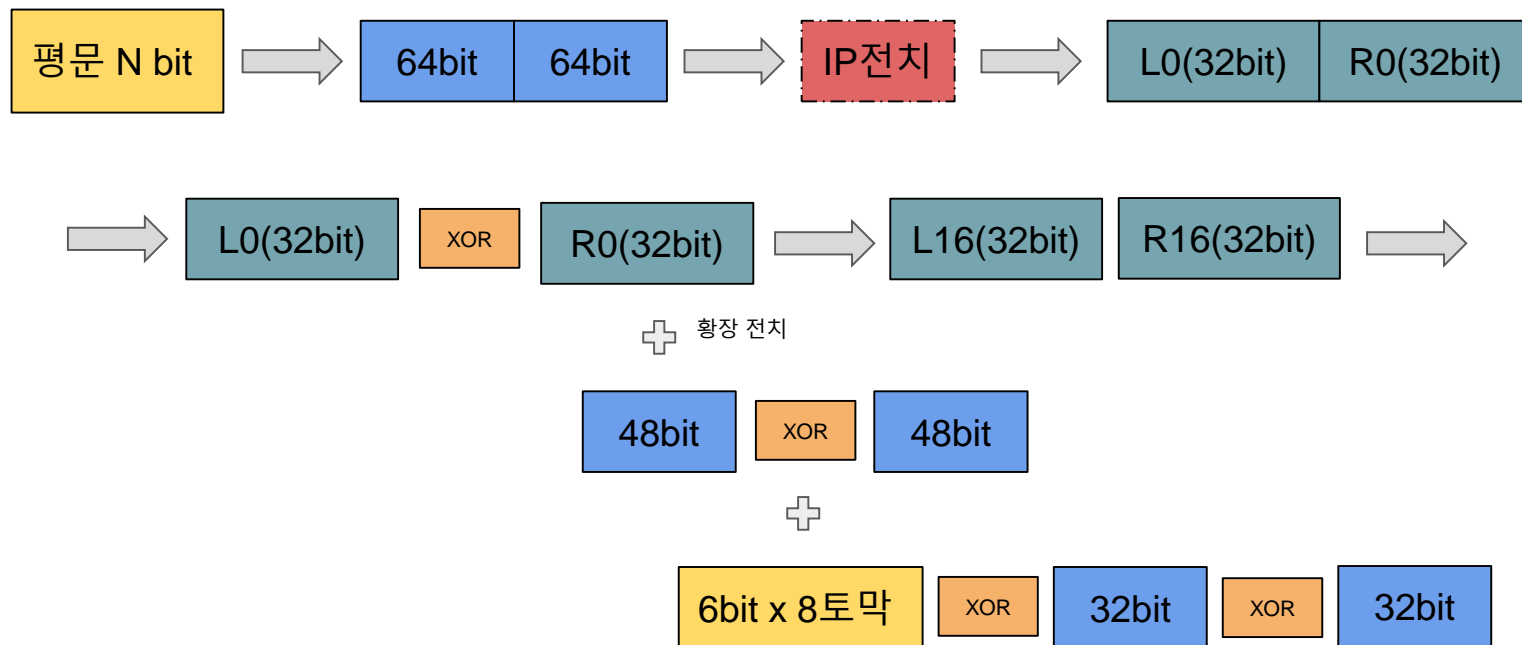 평문 N bit
64bit
64bit
IP전치
L0(32bit)
R0(32bit)
L0(32bit)
XOR
R0(32bit)
L16(32bit)
R16(32bit)
황장 전치
48bit
XOR
48bit
6bit x 8토막
XOR
32bit
XOR
32bit